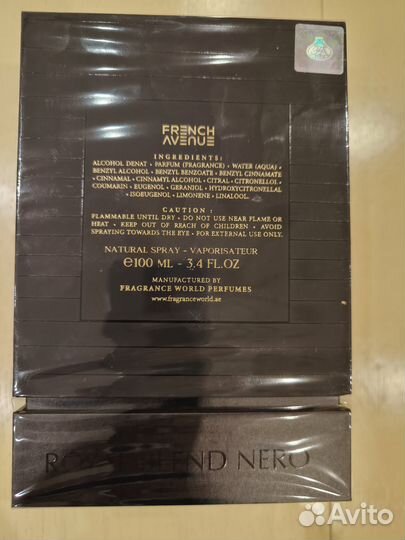 FRENCH
AVENUE
INGREDIENTS:
ALCOHOL DENAT • PARFUM (FRAGRANCE) • WATER (AQUA) •
BENZYL ALCOHOL • BENZYL BENZOATE • BENZYL CINNAMATE
• CINNAMAL • CINNAMYL ALCOHOL • CITRAL • CITRONELLOL •
COUMARIN • EUGENOL • GERANIOL • HYDROXYCITRONELLAL
• ISOEUGENOL • LIMONENE • LINALOOL.
CAUTION:
FLAMMABLE UNTIL DRY • DO NOT USE NEAR FLAME OR
HEAT • KEEP OUT OF REACH OF CHILDREN • AVOID
SPRAYING TOWARDS THE EYE • FOR EXTERNAL USE ONLY.
NATURAL SPRAY - VAPORISATEUR
℮100 ML - 3.4 FL.OZ
MANUFACTURED BY
FRAGRANCE WORLD PERFUMES
www.fragranceworld.ae
ROYAL BLEND NERO
Avito